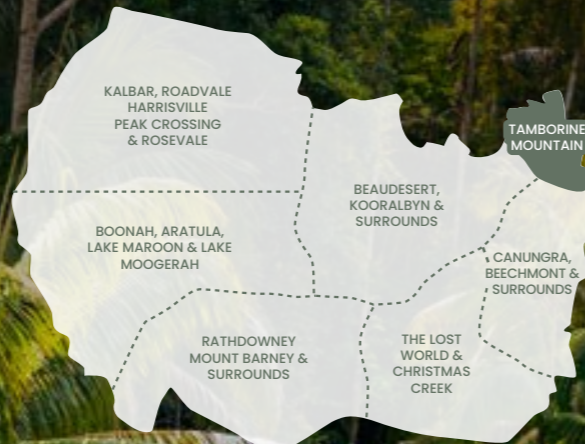 KALBAR, ROADVALE
HARRISVILLE
PEAK CROSSING
& ROSEVALE
TAMBORINE
MOUNTAIN
BEAUDESERT,
KOORALBYN &
SURROUNDS
BOONAH, ARATULA,
LAKE MAROON & LAKE
MOOGERAH
CANUNGRA,
BEECHMONT &
SURROUNDS
RATHDOWNEY
MOUNT BARNEY &
SURROUNDS
THE LOST
WORLD &
CHRISTMAS
CREEK